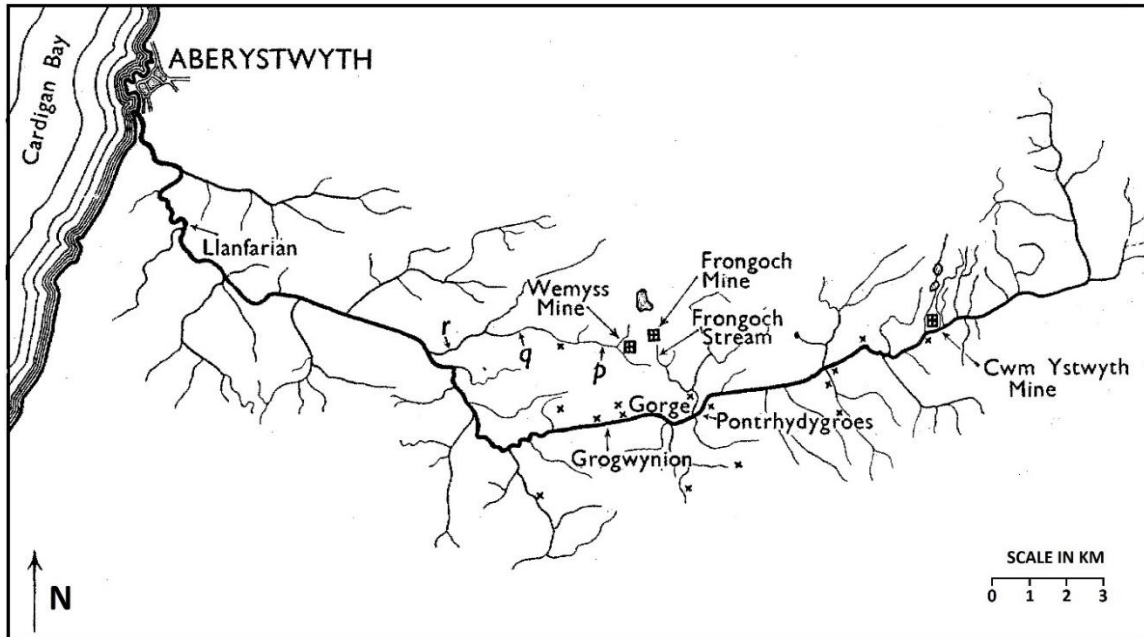 Cardigan Bay
ABERYSTWYTH
Llanfarian
Wemyss
Mine
Frongoch
Mine
Frongoch
Stream
r
q
p
Gorge
Pontrhydygroes
Grogwynion
Cwm Ystwyth
Mine
N
SCALE IN KM
0 1 2 3